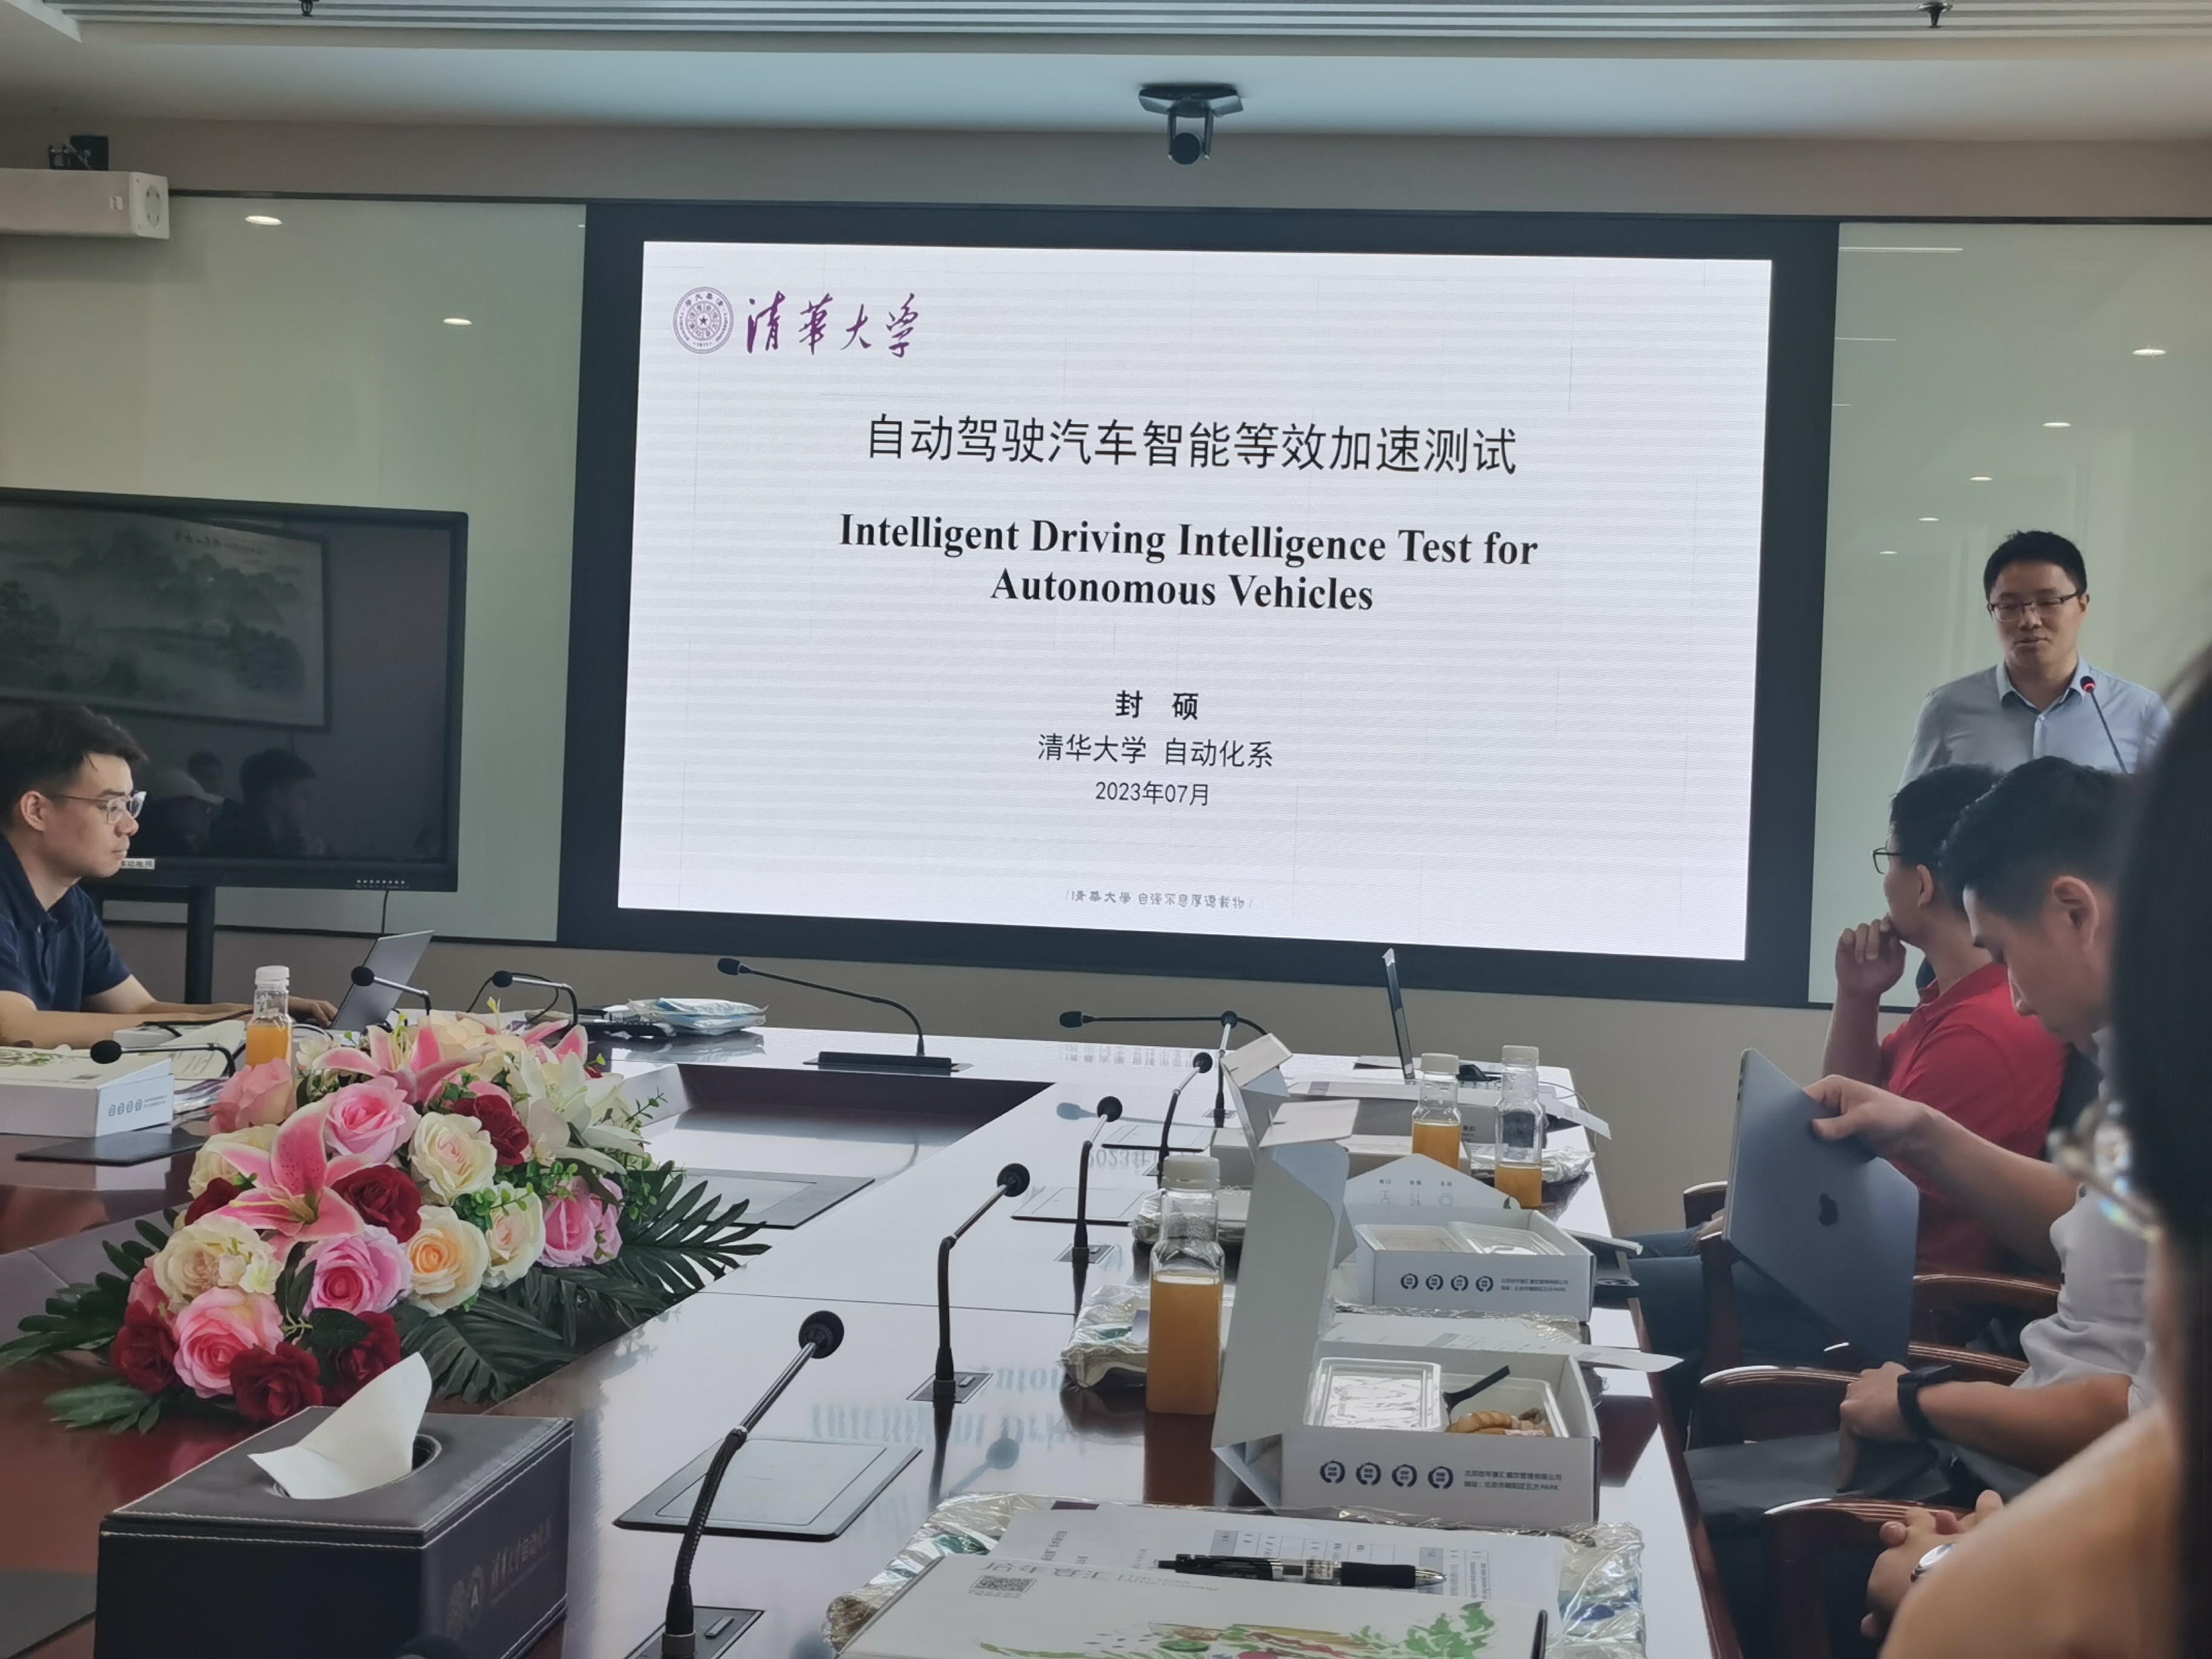 清華大学
自动驾驶汽车智能等效加速测试
Intelligent Driving Intelligence Test for
Autonomous Vehicles
封 硕
清华大学 自动化系
2023年07月
/清華大學 自强不息厚德载物/